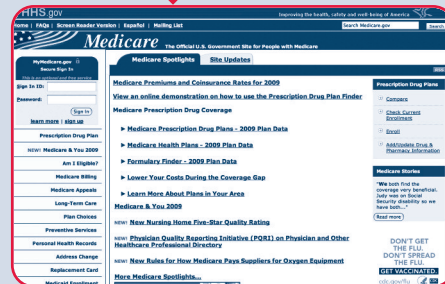 HHS.gov
Improving the health, safety and well-being of America
Home | FAQs | Screen Reader Version | Español | Mailing List
Search Medicare.gov
Search
Medicare
The Official U.S. Government Site for People with Medicare
MyMedicare.gov
Secure Sign In
This is an optional and free service
Sign In ID:
Password:
Sign In
learn more | sign up
Prescription Drug Plan
NEW! Medicare & You 2009
Am I Eligible?
Medicare Billing
Medicare Appeals
Long-Term Care
Plan Choices
Preventive Services
Personal Health Records
Address Change
Replacement Card
Medicaid Enrollment
Medicare Spotlights
Site Updates
Medicare Premiums and Coinsurance Rates for 2009
View an online demonstration on how to use the Prescription Drug Plan Finder
Medicare Prescription Drug Coverage
Medicare Prescription Drug Plans - 2009 Plan Data
Medicare Health Plans - 2009 Plan Data
Formulary Finder - 2009 Plan Data
Lower Your Costs During the Coverage Gap
Learn More About Plans in Your Area
Medicare & You 2009
NEW! New Nursing Home Five-Star Quality Rating
NEW! Physician Quality Reporting Initiative (PQRI) on Physician and Other
Healthcare Professional Directory
NEW! New Rules for How Medicare Pays Suppliers for Oxygen Equipment
More Medicare Spotlights...
Prescription Drug Plans
Compare
Check Current
Enrollment
Enroll
Add/Update Drug &
Pharmacy Information
Medicare Stories
"We both find the
coverage very beneficial.
Judy was on Social
Security disability so we
have both..."
Read more
DON'T GET
THE FLU.
DON'T SPREAD
THE FLU.
GET VACCINATED.
cdc.gov/flu